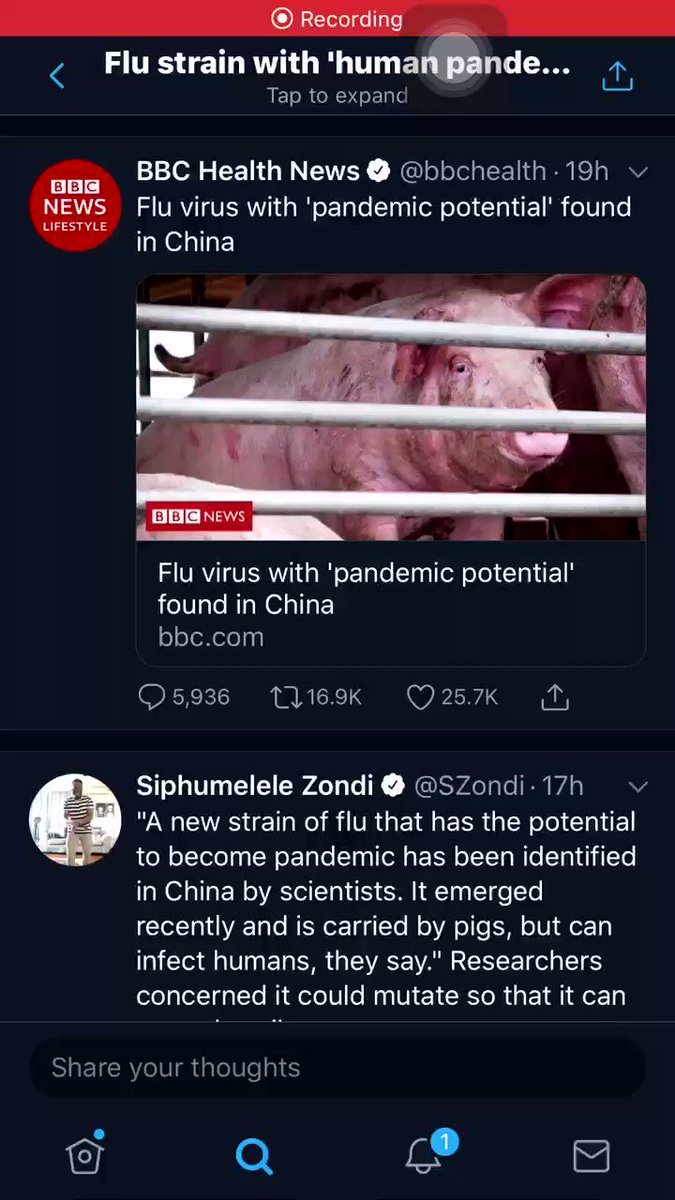 Recording
Flu strain with 'human pande...
Tap to expand
BBC Health News @bbchealth · 19h
Flu virus with 'pandemic potential' found
in China
BBC
NEWS
LIFESTYLE
BBC NEWS
Flu virus with 'pandemic potential'
found in China
bbc.com
5,936 16.9K 25.7K
Siphumelele Zondi @SZondi · 17h
"A new strain of flu that has the potential
to become pandemic has been identified
in China by scientists. It emerged
recently and is carried by pigs, but can
infect humans, they say." Researchers
concerned it could mutate so that it can
Share your thoughts
1